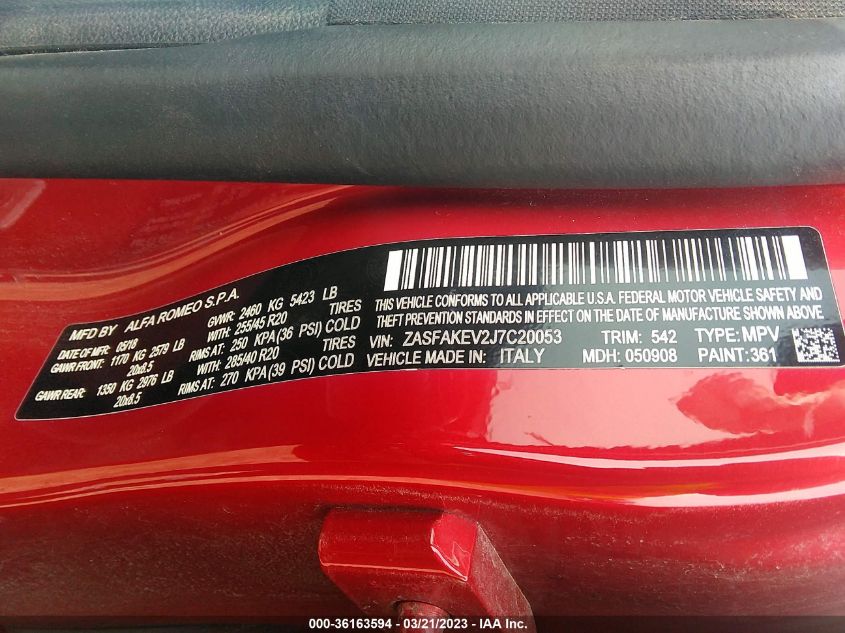 MFD BY ALFA ROMEO S.P.A.
DATE OF MFR 05/18 GVWR: 2460 KG 5423 LB
GAWR FRONT: 1170 KG 2579 LB WITH: 255/45 R20 TIRES
20x8.5 RIMS AT: 250 KPA(36 PSI) COLD
GAWR REAR: 1350 KG 2976 LB WITH: 285/40 R20 TIRES
20x8.5 RIMS AT: 270 KPA(39 PSI) COLD
THIS VEHICLE CONFORMS TO ALL APPLICABLE U.S.A. FEDERAL MOTOR VEHICLE SAFETY AND
THEFT PREVENTION STANDARDS IN EFFECT ON THE DATE OF MANUFACTURE SHOWN ABOVE
VIN: ZASFAKEV2J7C20053 TRIM: 542 TYPE: MPV
VEHICLE MADE IN: ITALY MDH: 050908 PAINT: 361
000-36163594 — 03/21/2023 — IAA Inc.